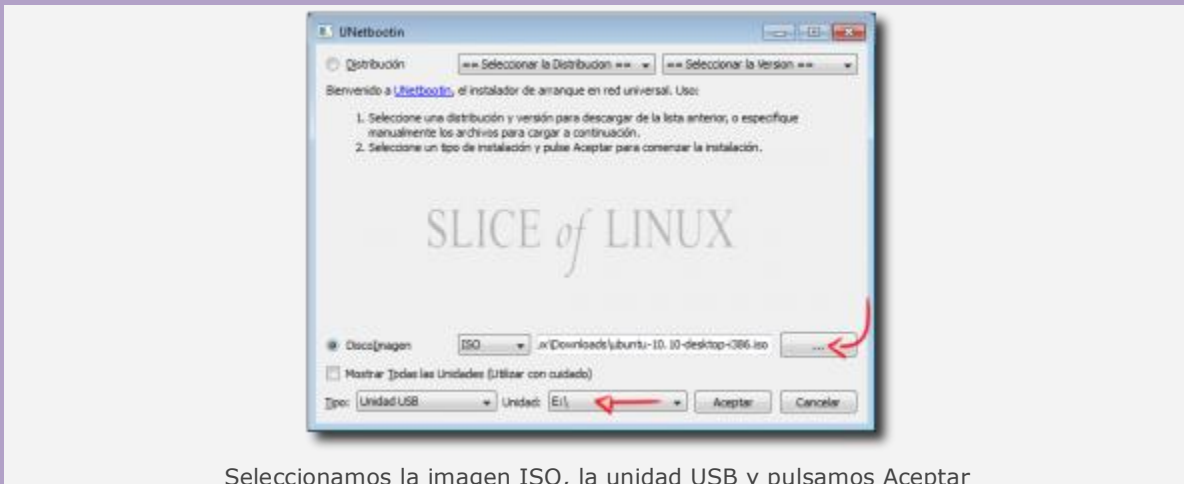 UNetbootin
Distribución == Seleccionar la Distribucion == == Seleccionar la Version ==
Bienvenido a UNetbootin, el instalador de arranque en red universal. Uso:
1. Seleccione una distribución y versión para descargar de la lista anterior, o especifique
manualmente los archivos para cargar a continuación.
2. Seleccione un tipo de instalación y pulse Aceptar para comenzar la instalación.
SLICE of LINUX
DiscoImagen ISO .ix\Downloads\ubuntu-10.10-desktop-i386.iso ...
Mostrar Todas las Unidades (Utilizar con cuidado)
Tipo: Unidad USB Unidad: E:\ Aceptar Cancelar
Seleccionamos la imagen ISO, la unidad USB y pulsamos Aceptar